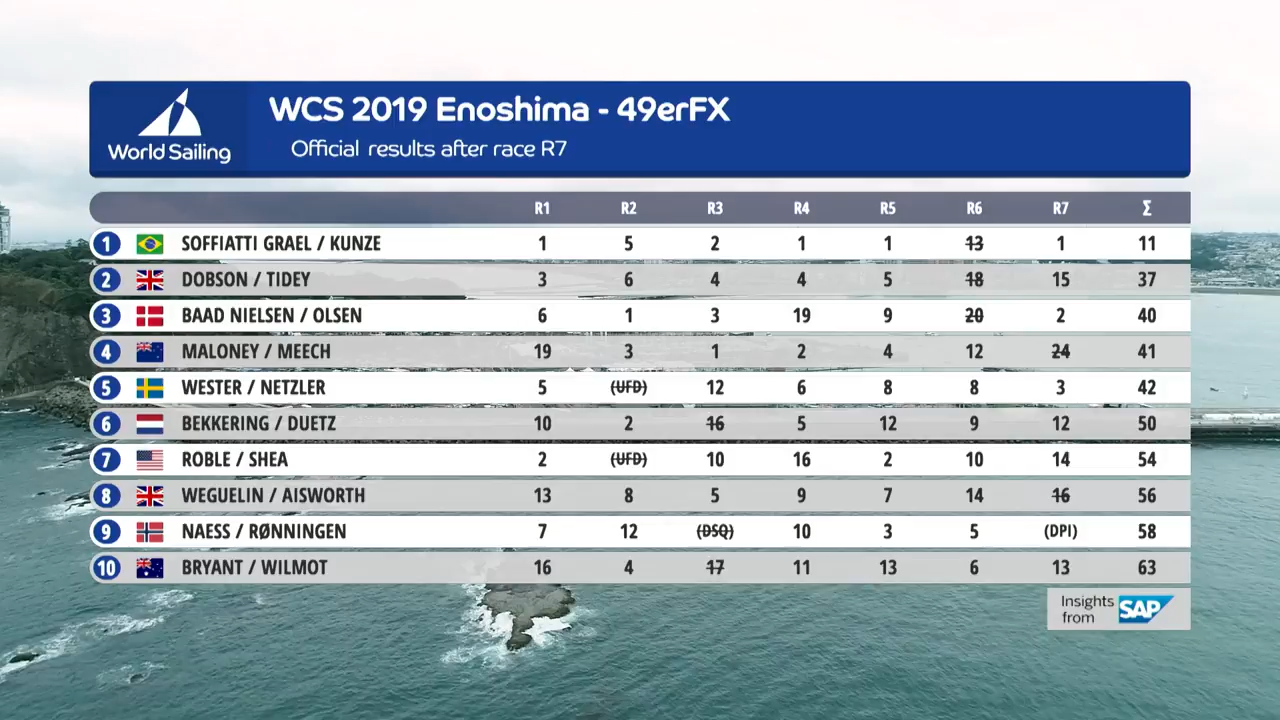 WCS 2019 Enoshima - 49erFX
World Sailing
Official results after race R7
R1 R2 R3 R4 R5 R6 R7 Σ
1 SOFFIATTI GRAEL / KUNZE 1 5 2 1 1 13 1 11
2 DOBSON / TIDEY 3 6 4 4 5 18 15 37
3 BAAD NIELSEN / OLSEN 6 1 3 19 9 20 2 40
4 MALONEY / MEECH 19 3 1 2 4 12 24 41
5 WESTER / NETZLER 5 (UFD) 12 6 8 8 3 42
6 BEKKERING / DUETZ 10 2 16 5 12 9 12 50
7 ROBLE / SHEA 2 (UFD) 10 16 2 10 14 54
8 WEGUELIN / AISWORTH 13 8 5 9 7 14 16 56
9 NAESS / RØNNINGEN 7 12 (DSQ) 10 3 5 (DPI) 58
10 BRYANT / WILMOT 16 4 17 11 13 6 13 63
Insights from SAP